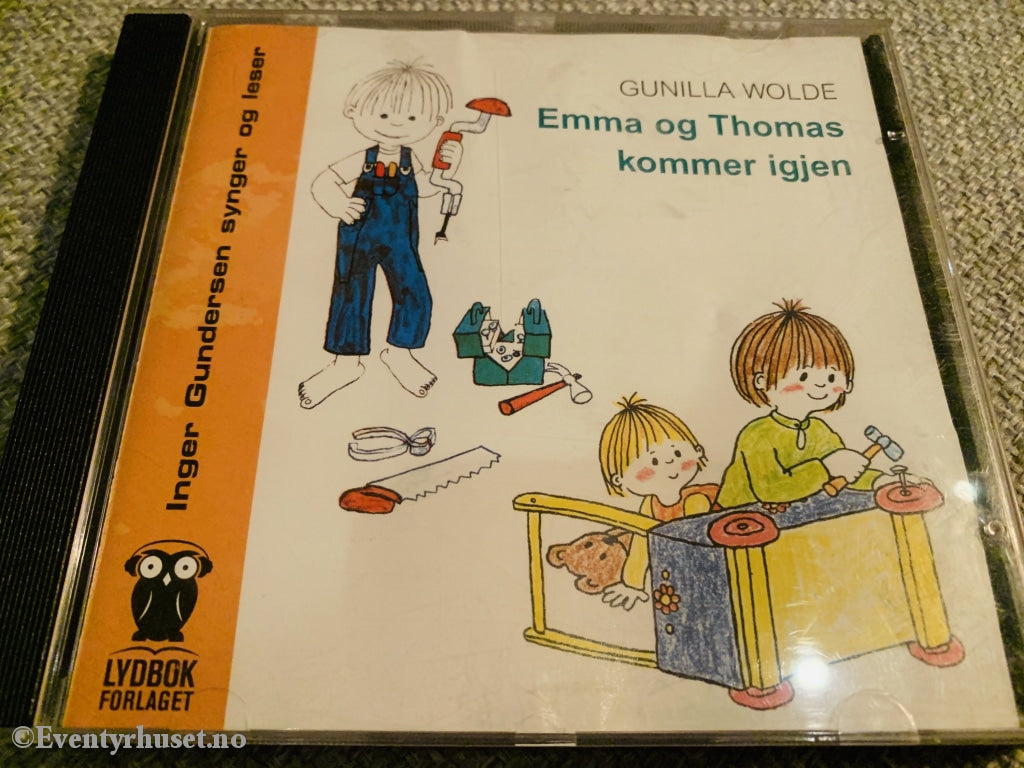 GUNILLA WOLDE
Emma og Thomas
kommer igjen
Inger Gundersen synger og leser
LYDBOK
FORLAGET
©Eventyrhuset.no